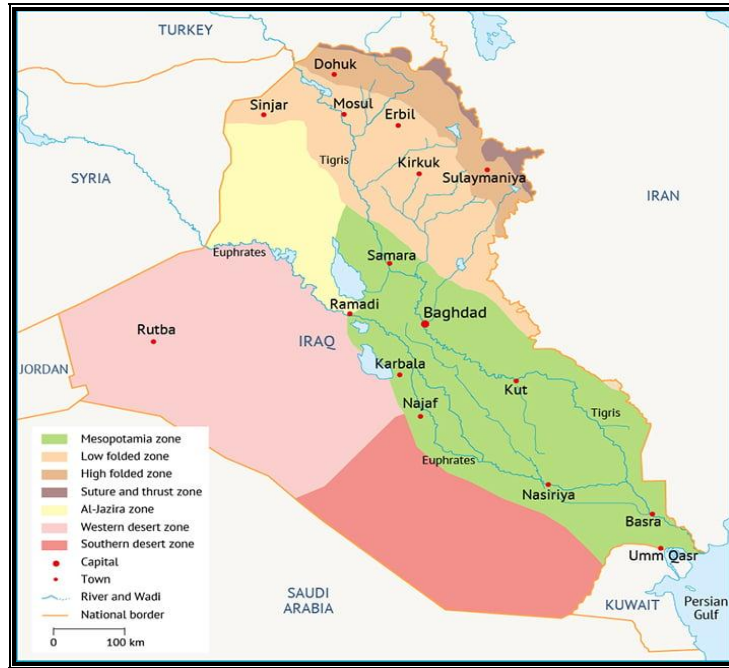 TURKEY
Dohuk
Sinjar
Mosul
Erbil
Tigris
Kirkuk
Sulaymaniya
SYRIA
IRAN
Euphrates
Samara
Ramadi
Baghdad
Rutba
IRAQ
JORDAN
Karbala
Kut
Najaf
Tigris
Euphrates
Nasiriya
Basra
Umm Qasr
SAUDI
ARABIA
KUWAIT
Persian
Gulf
Mesopotamia zone
Low folded zone
High folded zone
Suture and thrust zone
Al-Jazira zone
Western desert zone
Southern desert zone
Capital
Town
River and Wadi
National border
0 100 km